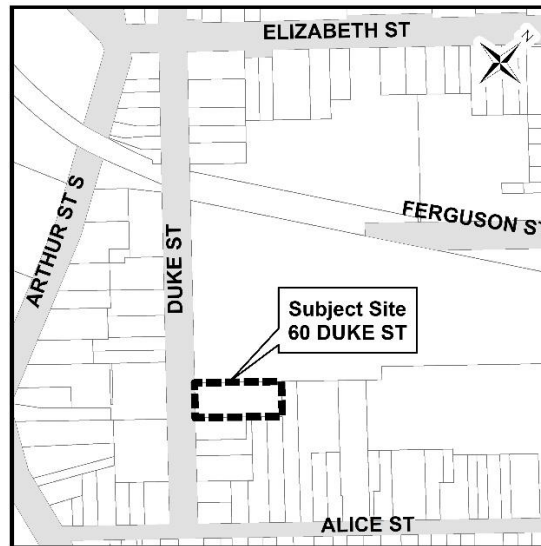 ELIZABETH ST
N
ARTHUR ST S
DUKE ST
FERGUSON ST
Subject Site
60 DUKE ST
ALICE ST